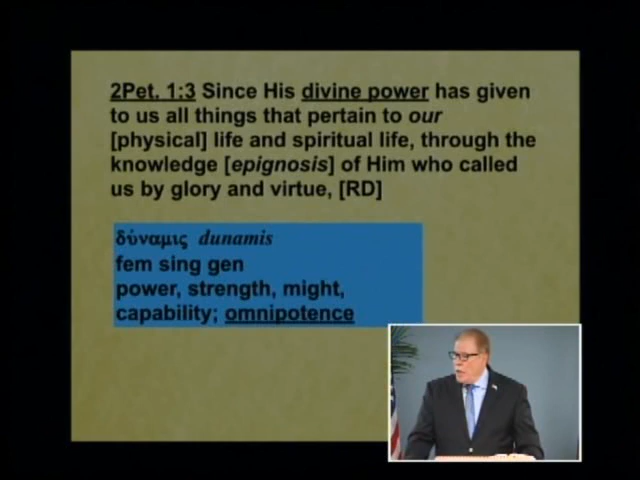 2Pet. 1:3 Since His divine power has given
to us all things that pertain to our
[physical] life and spiritual life, through the
knowledge [epignosis] of Him who called
us by glory and virtue, [RD]
δύναμις dunamis
fem sing gen
power, strength, might,
capability; omnipotence